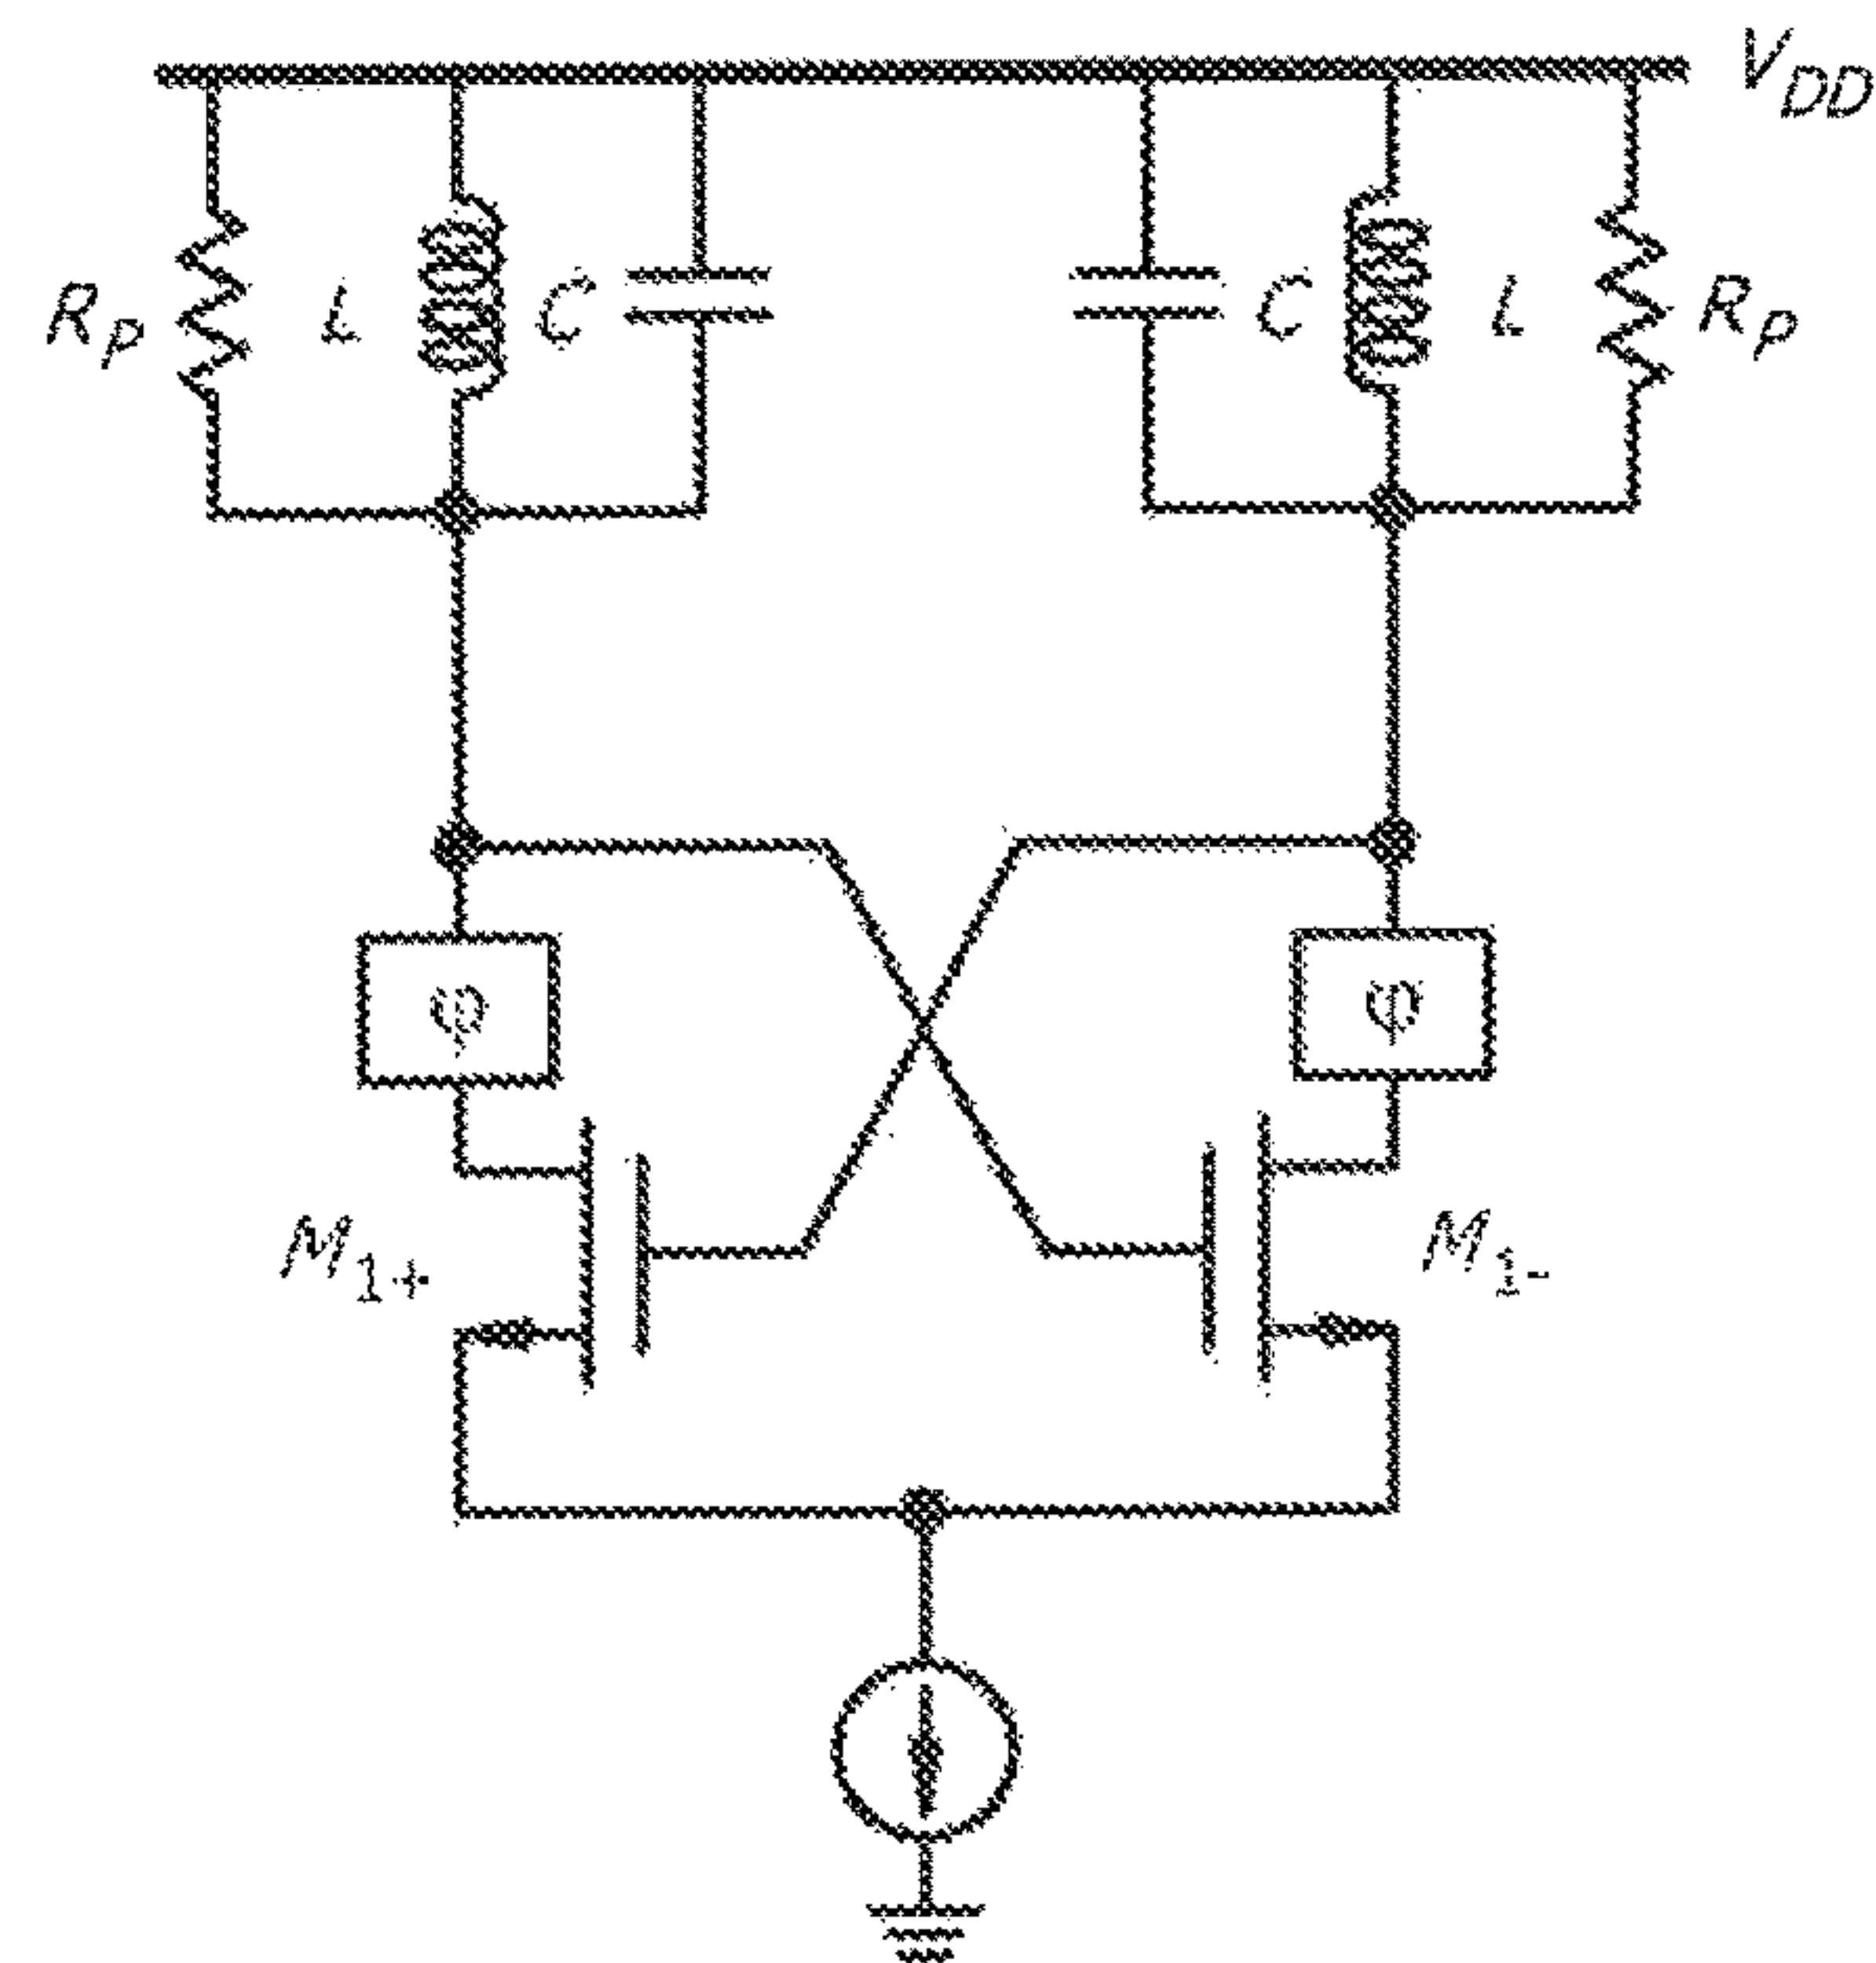 V_DD
R_P L C C L R_P
φ φ
M_1+ M_1-